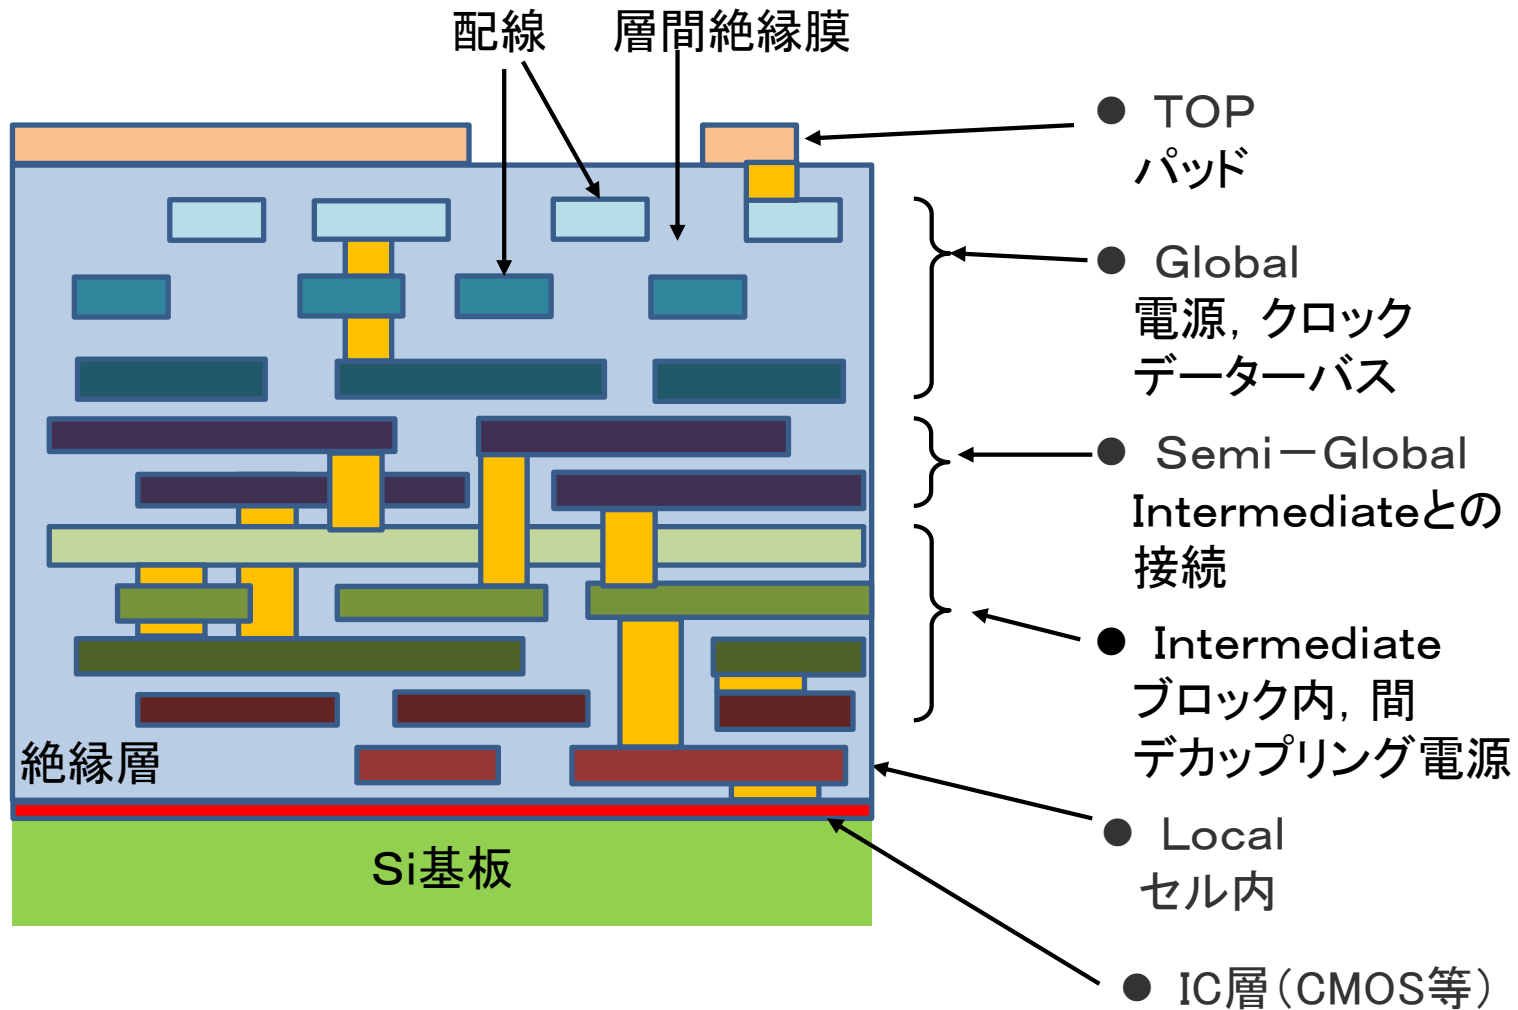 配線
層間絶縁膜
● TOP
パッド
● Global
電源，クロック
データーバス
● Semi－Global
Intermediateとの
接続
● Intermediate
ブロック内，間
デカップリング電源
● Local
セル内
● IC層（CMOS等）
絶縁層
Si基板